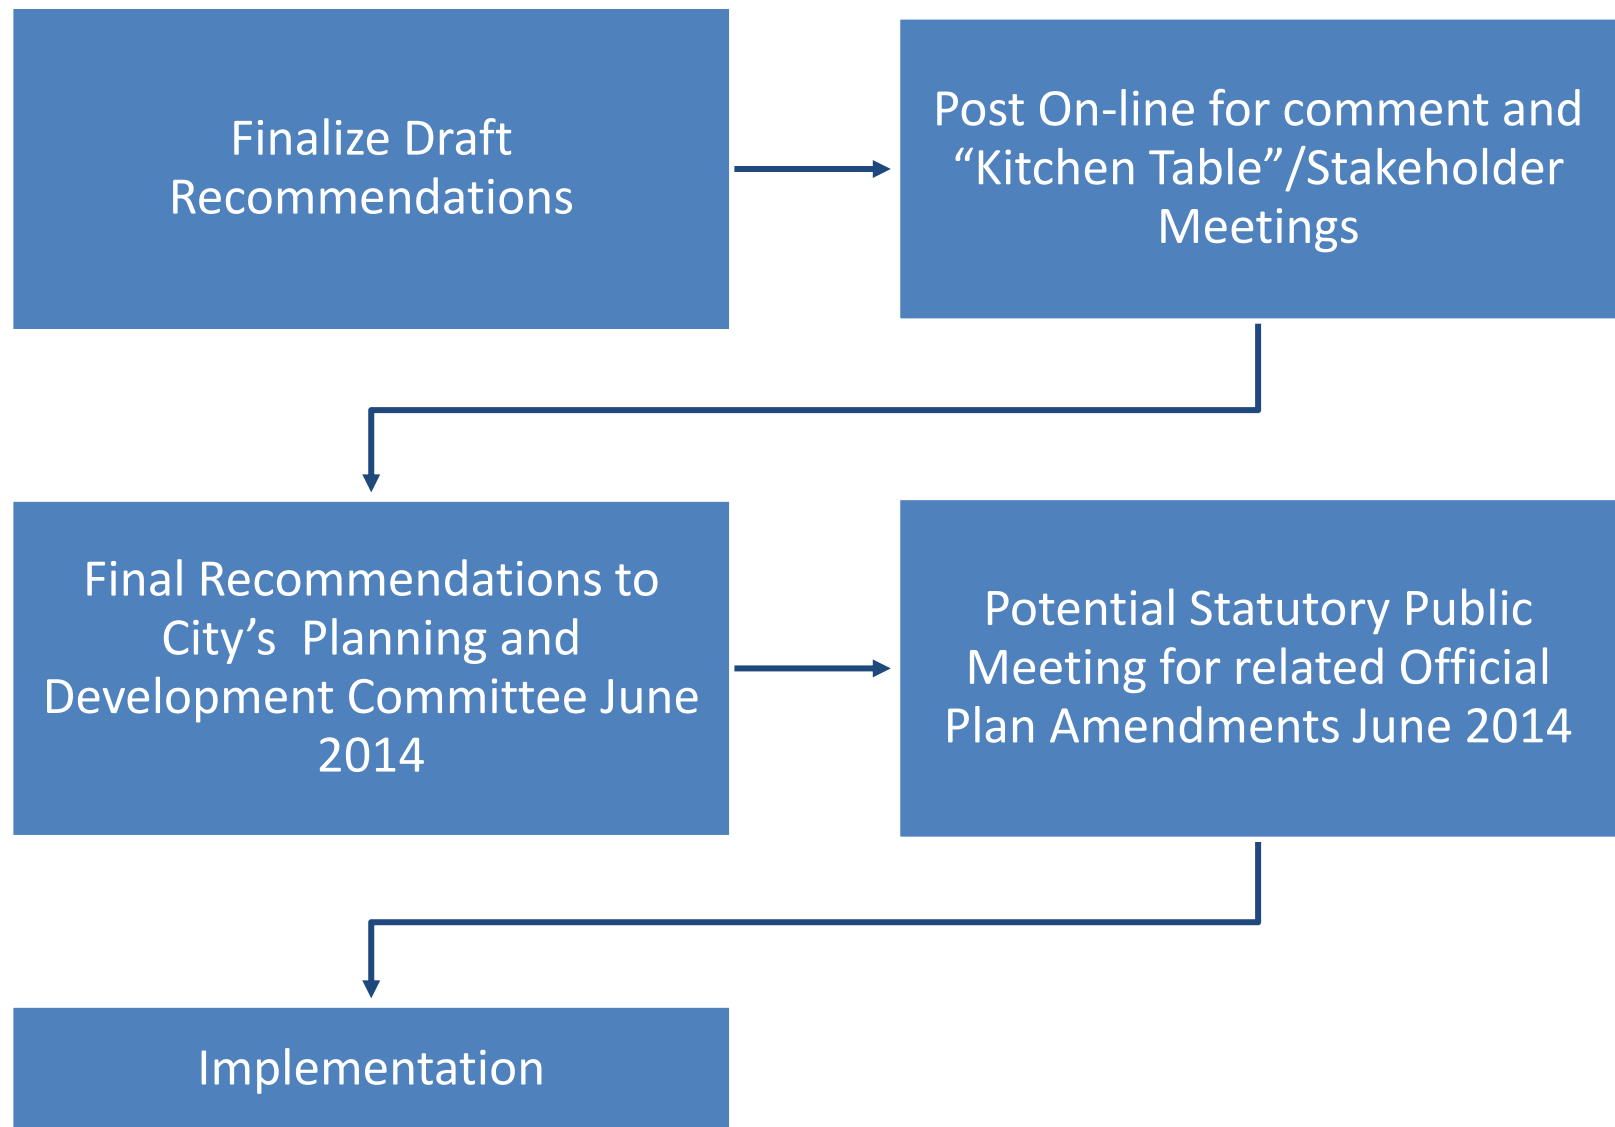 Finalize Draft
Recommendations
Post On-line for comment and
“Kitchen Table”/Stakeholder
Meetings
Final Recommendations to
City’s  Planning and
Development Committee June
2014
Potential Statutory Public
Meeting for related Official
Plan Amendments June 2014
Implementation